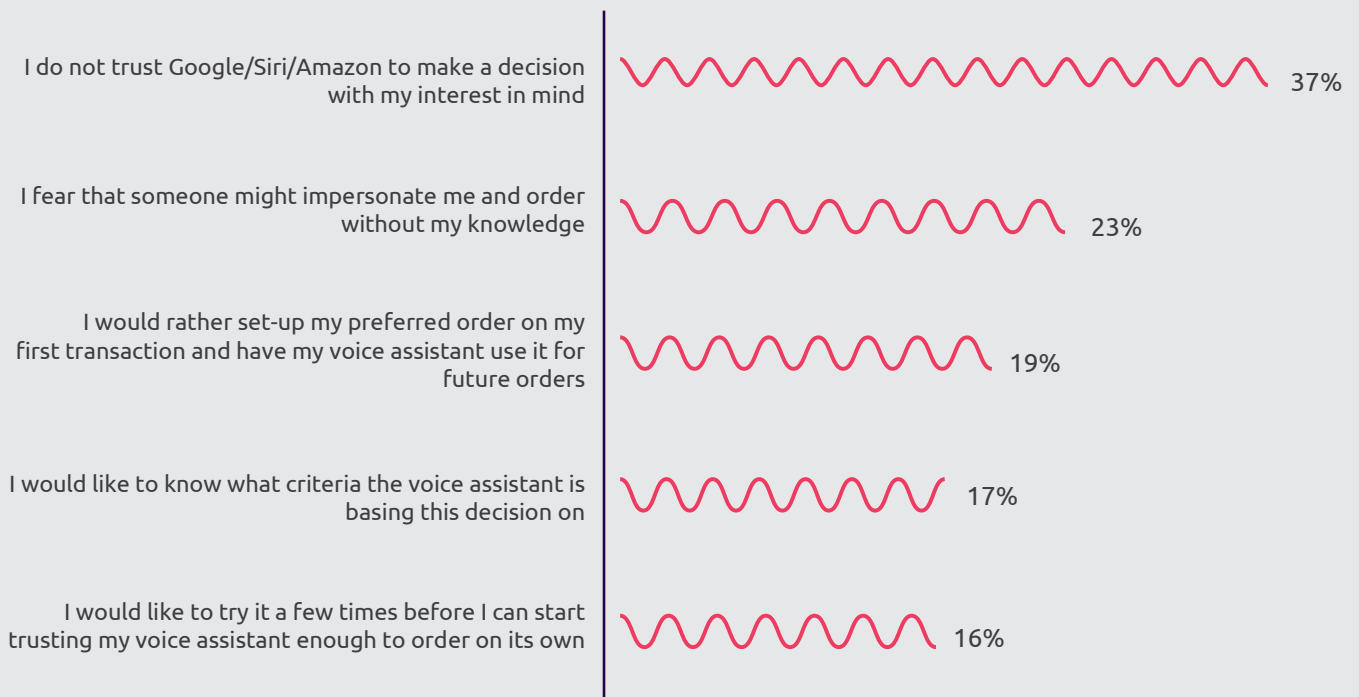 I do not trust Google/Siri/Amazon to make a decision
with my interest in mind
37%
I fear that someone might impersonate me and order
without my knowledge
23%
I would rather set-up my preferred order on my
first transaction and have my voice assistant use it for
future orders
19%
I would like to know what criteria the voice assistant is
basing this decision on
17%
I would like to try it a few times before I can start
trusting my voice assistant enough to order on its own
16%